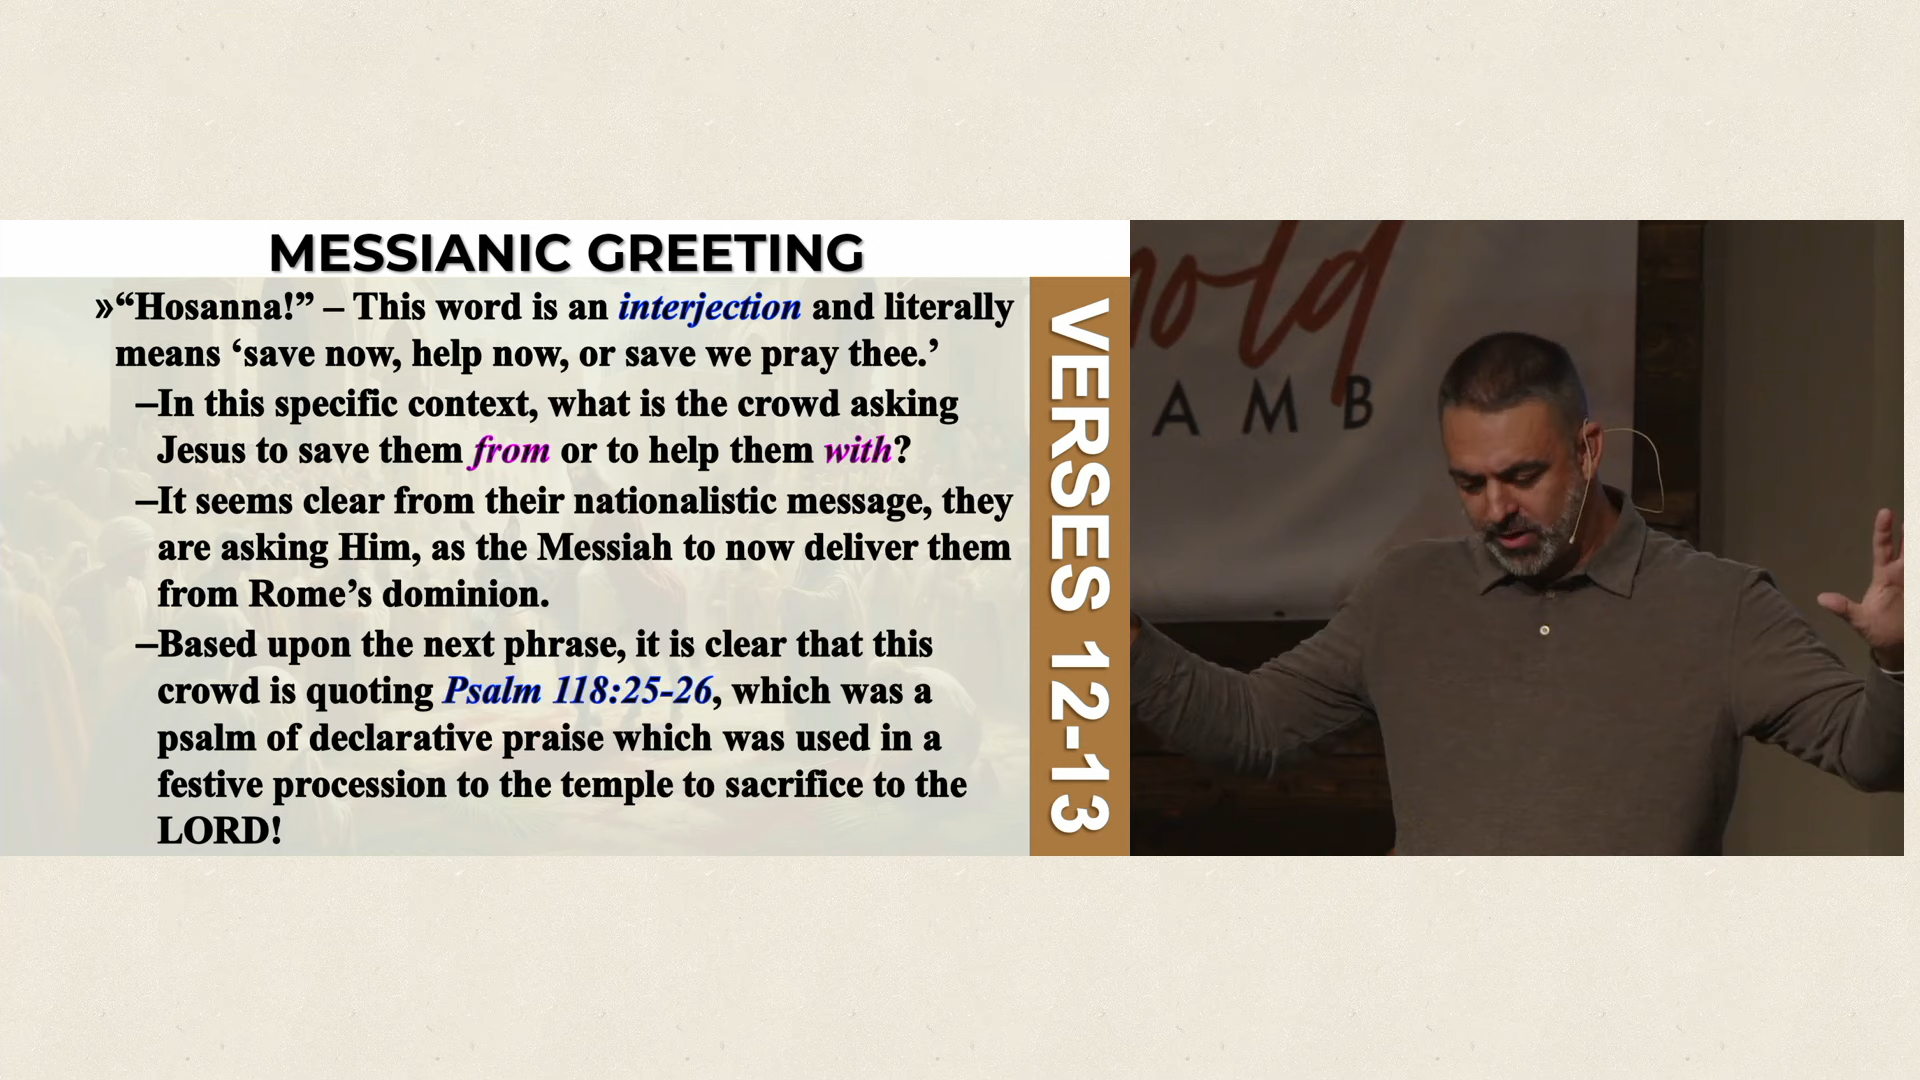 MESSIANIC GREETING
»“Hosanna!” – This word is an interjection and literally
means ‘save now, help now, or save we pray thee.’
–In this specific context, what is the crowd asking
Jesus to save them from or to help them with?
–It seems clear from their nationalistic message, they
are asking Him, as the Messiah to now deliver them
from Rome’s dominion.
–Based upon the next phrase, it is clear that this
crowd is quoting Psalm 118:25-26, which was a
psalm of declarative praise which was used in a
festive procession to the temple to sacrifice to the
LORD!
VERSES 12-13
old
AMB